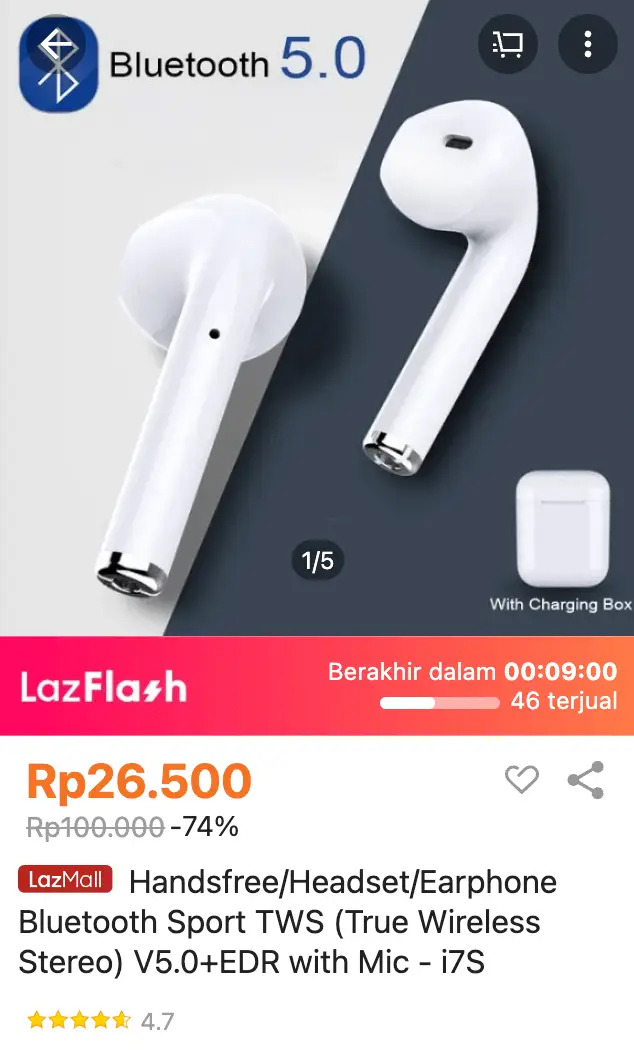 Bluetooth 5.0
1/5
With Charging Box
LazFlash
Berakhir dalam 00:09:00
46 terjual
Rp26.500
Rp100.000 -74%
LazMall Handsfree/Headset/Earphone
Bluetooth Sport TWS (True Wireless
Stereo) V5.0+EDR with Mic - i7S
4.7